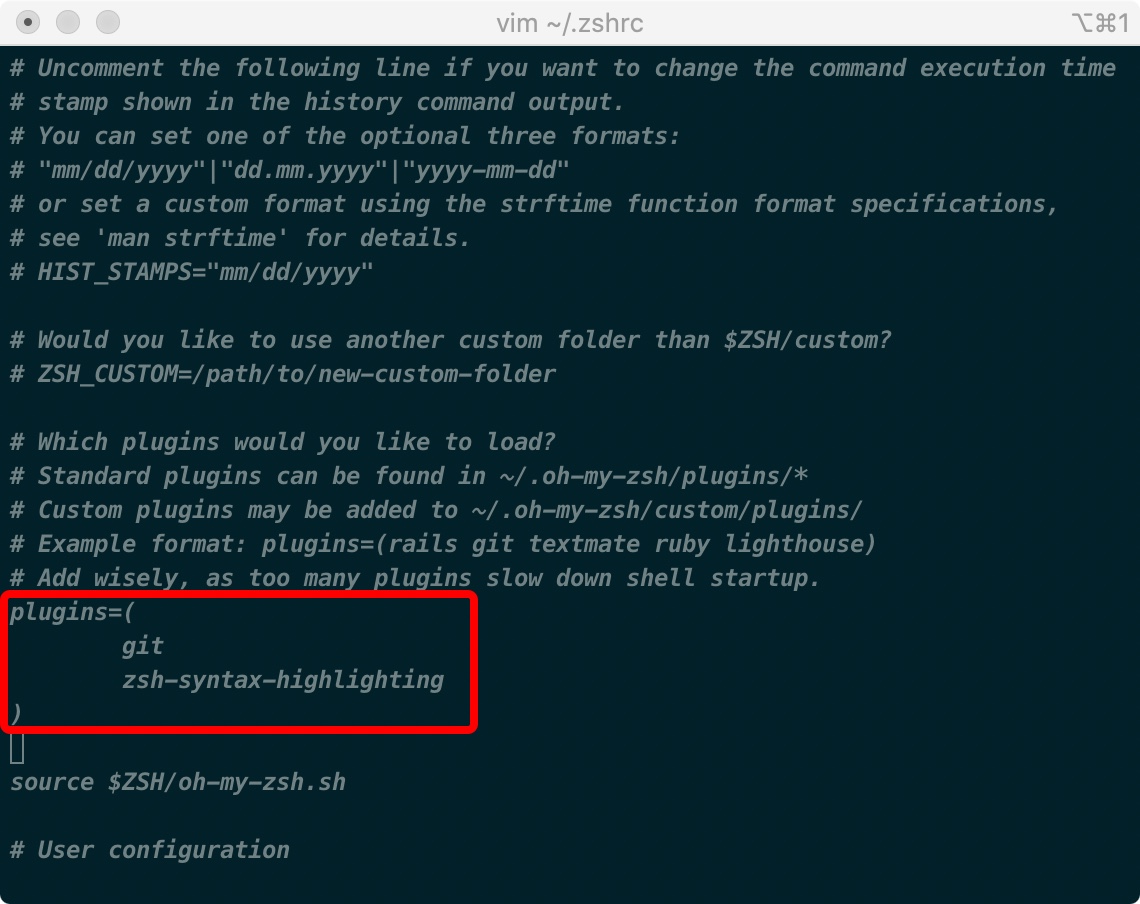 vim ~/.zshrc
⌥⌘1
# Uncomment the following line if you want to change the command execution time
# stamp shown in the history command output.
# You can set one of the optional three formats:
# "mm/dd/yyyy"|"dd.mm.yyyy"|"yyyy-mm-dd"
# or set a custom format using the strftime function format specifications,
# see 'man strftime' for details.
# HIST_STAMPS="mm/dd/yyyy"

# Would you like to use another custom folder than $ZSH/custom?
# ZSH_CUSTOM=/path/to/new-custom-folder

# Which plugins would you like to load?
# Standard plugins can be found in ~/.oh-my-zsh/plugins/*
# Custom plugins may be added to ~/.oh-my-zsh/custom/plugins/
# Example format: plugins=(rails git textmate ruby lighthouse)
# Add wisely, as too many plugins slow down shell startup.
plugins=(
        git
        zsh-syntax-highlighting
)

source $ZSH/oh-my-zsh.sh

# User configuration